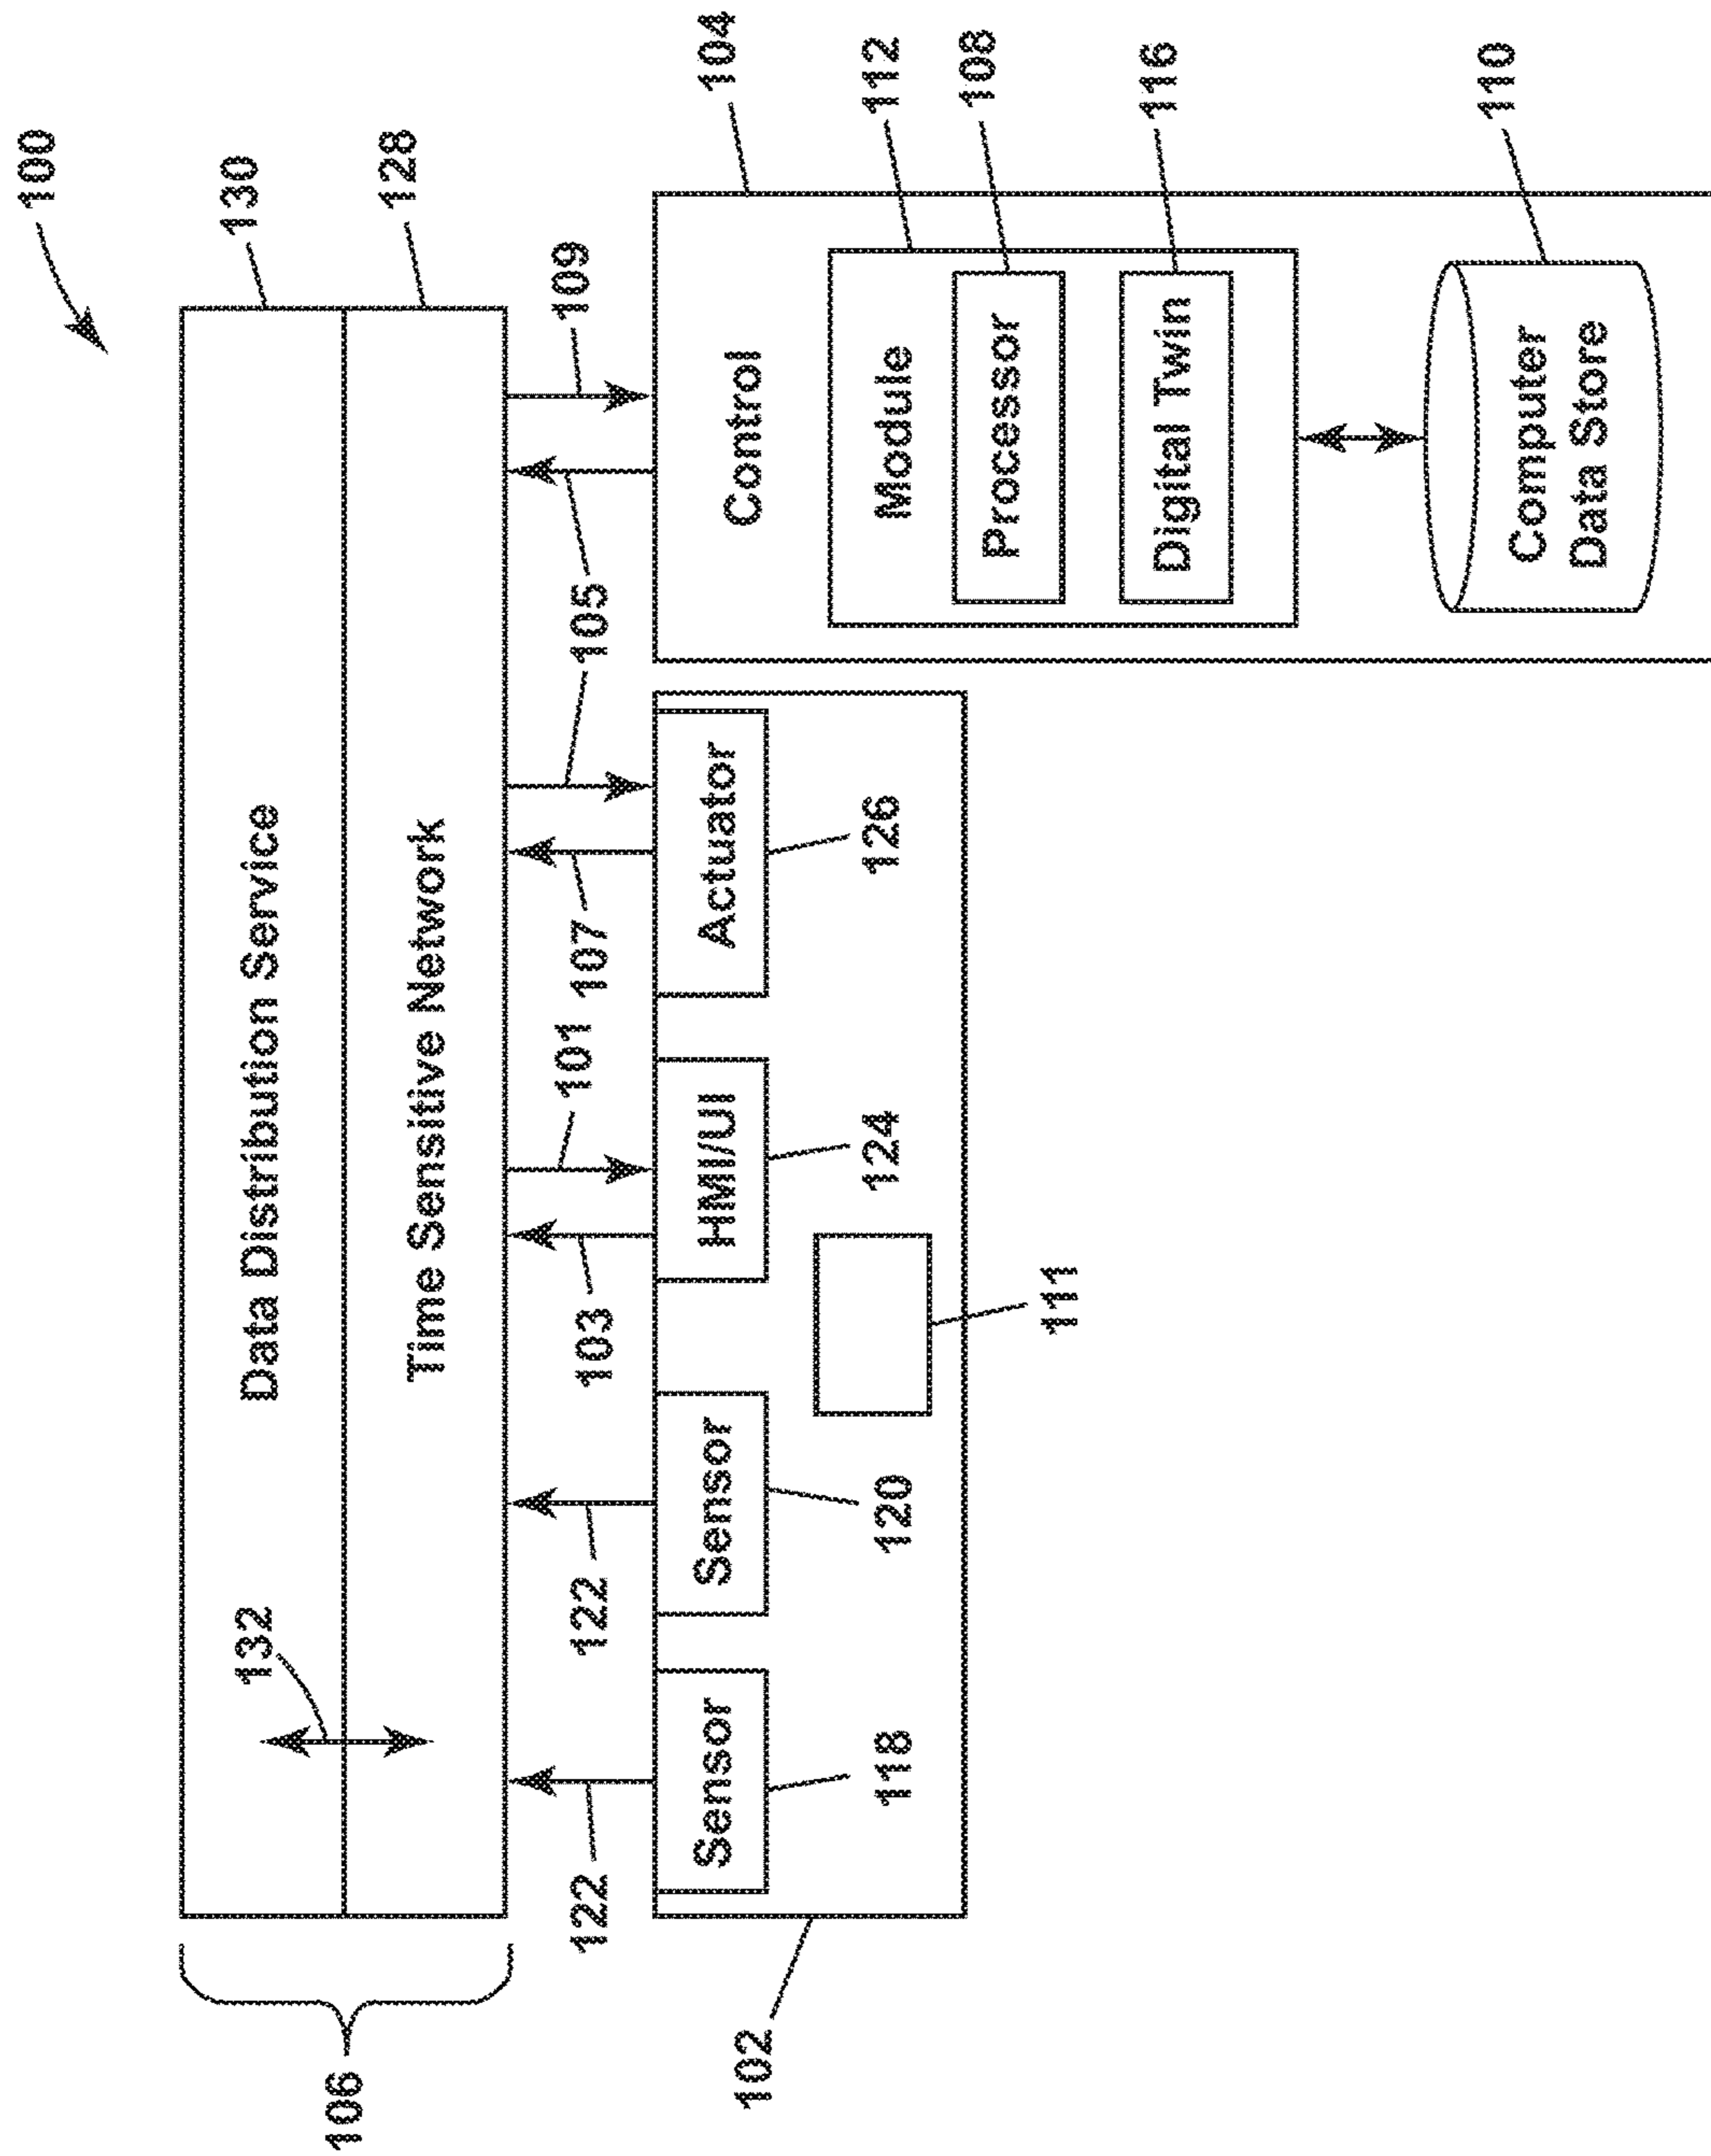 100
130
128
Data Distribution Service
132
Time Sensitive Network
106
122
122
103
101
107
105
109
Sensor
Sensor
HMI/UI
Actuator
118
120
124
126
111
102
Control
104
Module
112
Processor
108
Digital Twin
116
Computer
Data Store
110